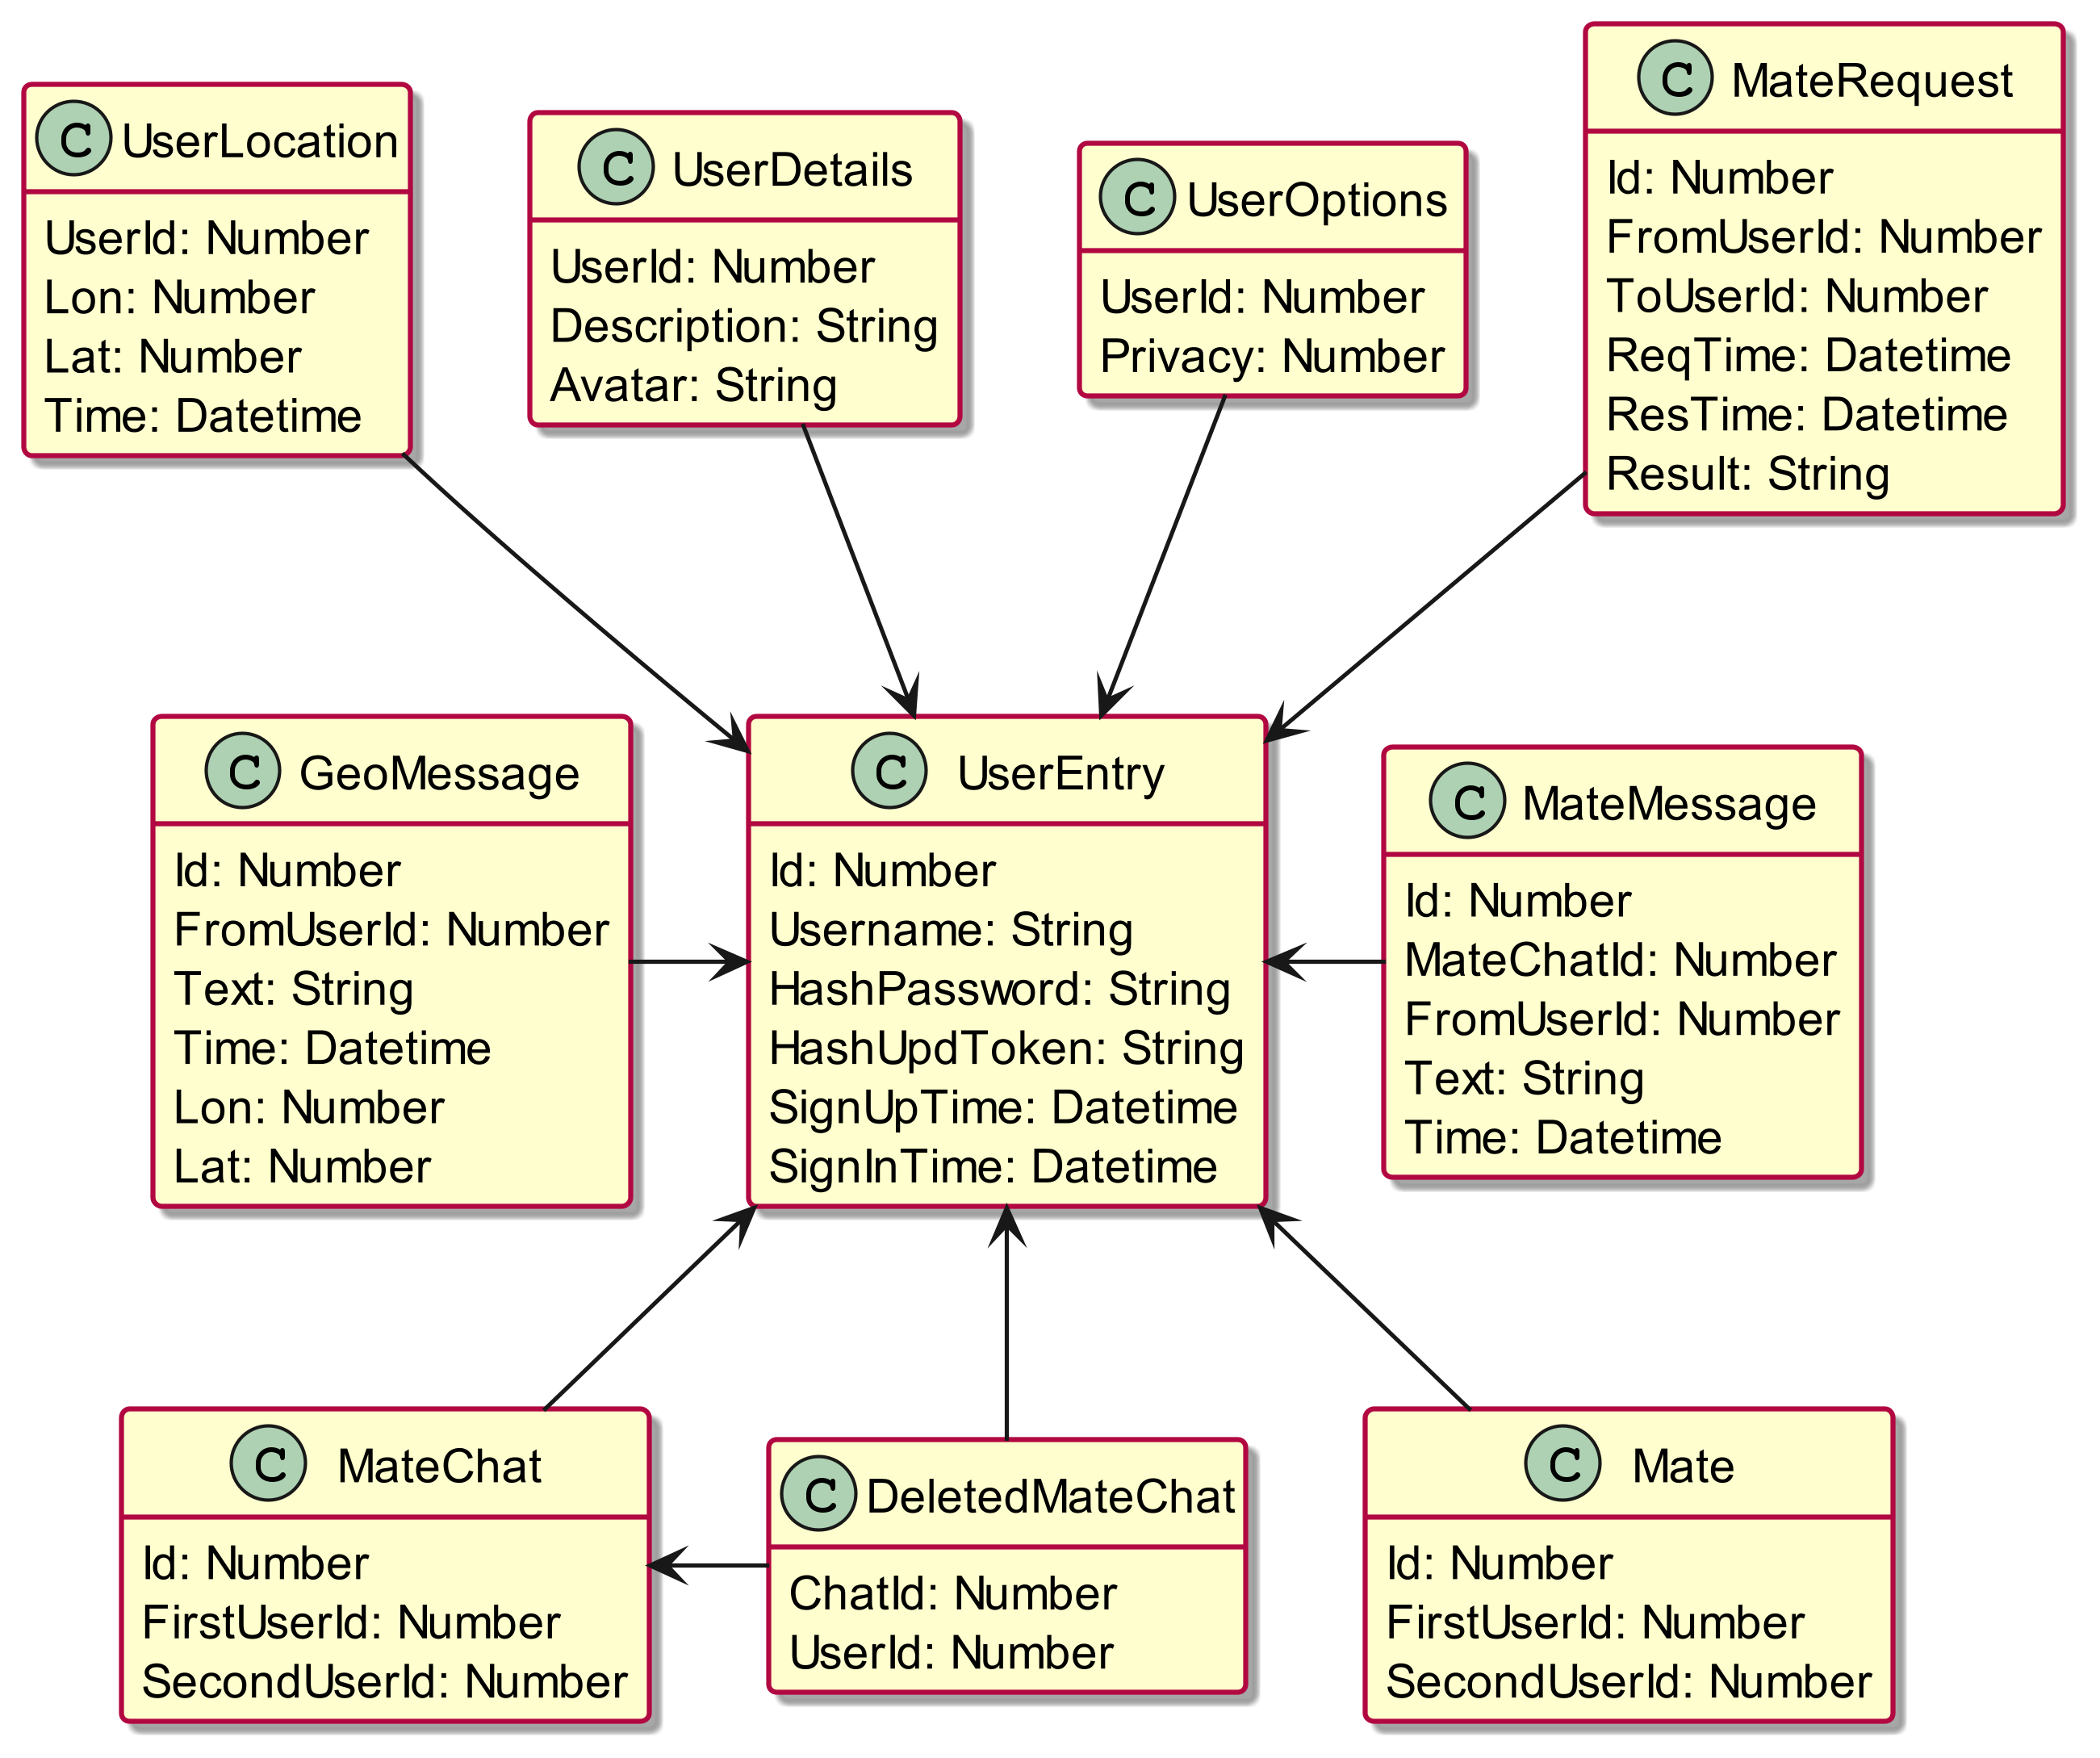 C UserLocation
UserId: Number
Lon: Number
Lat: Number
Time: Datetime
C UserDetails
UserId: Number
Description: String
Avatar: String
C UserOptions
UserId: Number
Privacy: Number
C MateRequest
Id: Number
FromUserId: Number
ToUserId: Number
ReqTime: Datetime
ResTime: Datetime
Result: String
C GeoMessage
Id: Number
FromUserId: Number
Text: String
Time: Datetime
Lon: Number
Lat: Number
C UserEntry
Id: Number
Username: String
HashPassword: String
HashUpdToken: String
SignUpTime: Datetime
SignInTime: Datetime
C MateMessage
Id: Number
MateChatId: Number
FromUserId: Number
Text: String
Time: Datetime
C MateChat
Id: Number
FirstUserId: Number
SecondUserId: Number
C DeletedMateChat
ChatId: Number
UserId: Number
C Mate
Id: Number
FirstUserId: Number
SecondUserId: Number